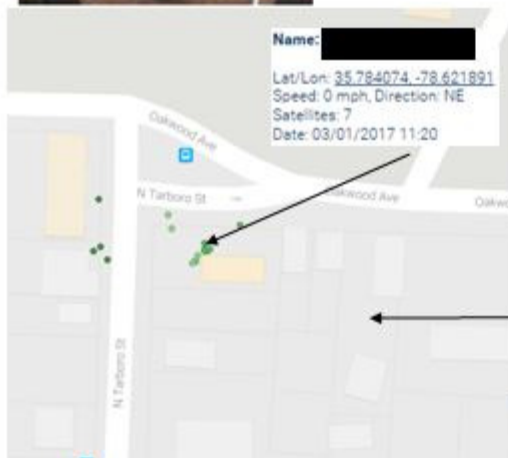 Name:
Lat/Lon: 35.784074, -78.621891
Speed: 0 mph, Direction: NE
Satellites: 7
Date: 03/01/2017 11:20
Oakwood Ave
N Tarboro St
Oakwood Ave
N Tarboro St